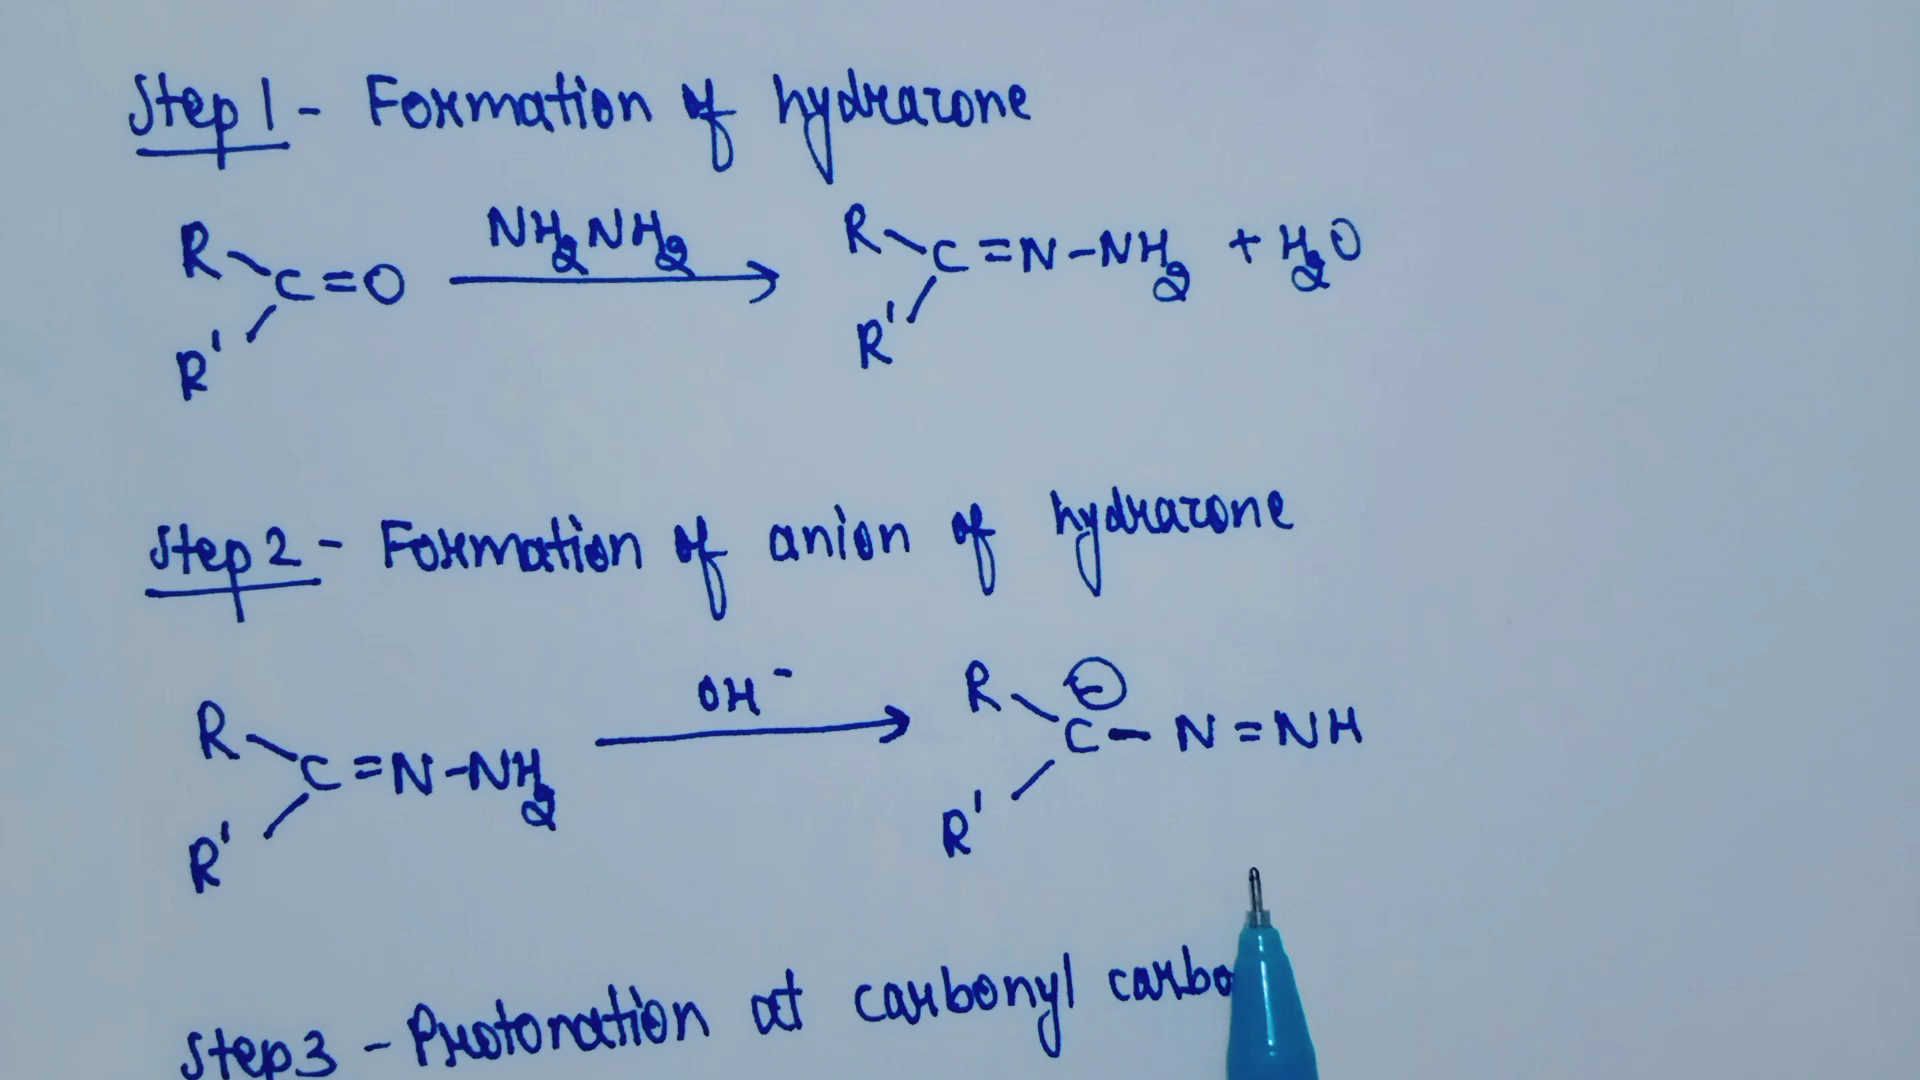 Step 1 - Formation of hydrazone
NH2NH2
R R
C=O C=N-NH2 + H2O
R' R'
Step 2 - Formation of anion of hydrazone
OH-
R R ⊖
C=N-NH2 C-N=NH
R' R'
Step 3 - Protonation at carbonyl